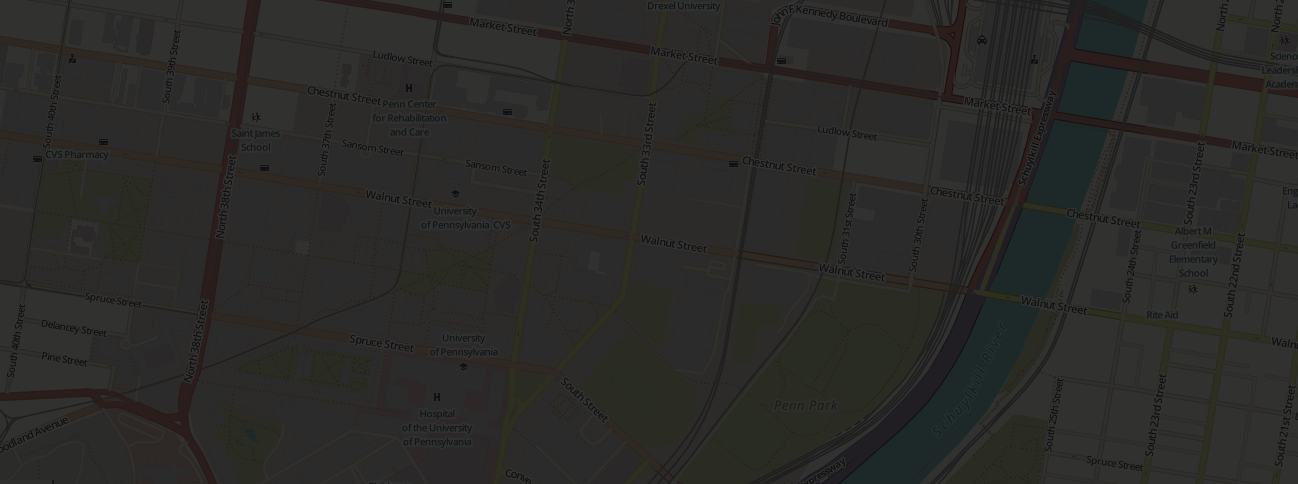 Drexel University
John F Kennedy Boulevard
Market Street
Market Street
Ludlow Street
South 39th Street
South 40th Street
Chestnut Street
H
Penn Center
for Rehabilitation
and Care
Market Street
Schuylkill Expressway
Saint James
School
South 37th Street
Sansom Street
South 33rd Street
Ludlow Street
Market Street
CVS Pharmacy
Sansom Street
Chestnut Street
North 38th Street
Walnut Street
South 34th Street
Chestnut Street
South 23rd Street
University
of Pennsylvania
CVS
Chestnut Street
Albert M
Greenfield
Elementary
School
South 31st Street
South 30th Street
Walnut Street
Walnut Street
South 24th Street
South 22nd Street
Spruce Street
Delancey Street
Pine Street
South 40th Street
North 38th Street
Walnut Street
Rite Aid
Spruce Street
University
of Pennsylvania
Schuylkill River
South Street
H
Hospital
of the University
of Pennsylvania
Penn Park
South 25th Street
South 23rd Street
South 21st Street
Spruce Street